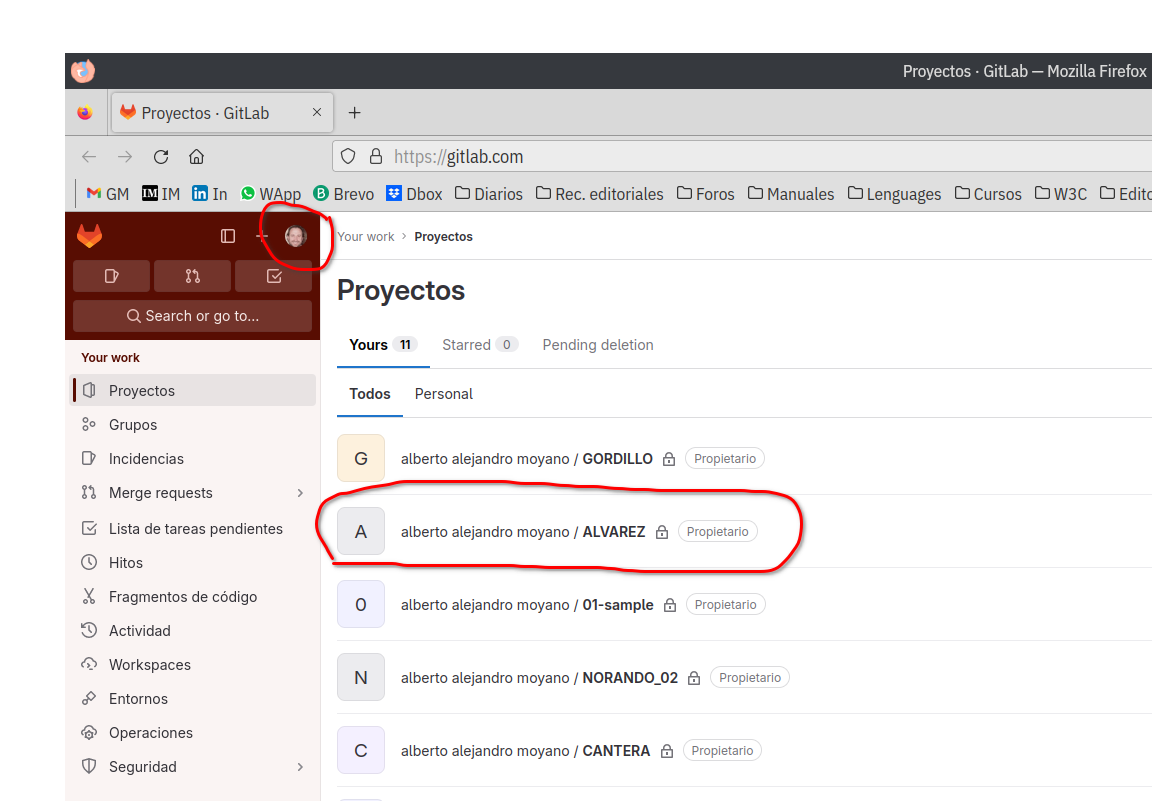 Proyectos · GitLab — Mozilla Firefox
Proyectos · GitLab
https://gitlab.com
GM IM IM in In WApp B Brevo Dbox Diarios Rec. editoriales Foros Manuales Lenguages Cursos W3C Edito
Your work › Proyectos
Search or go to...
Proyectos
Yours 11 Starred 0 Pending deletion
Todos Personal
Your work
Proyectos
Grupos
Incidencias
Merge requests
Lista de tareas pendientes
Hitos
Fragmentos de código
Actividad
Workspaces
Entornos
Operaciones
Seguridad
G alberto alejandro moyano / GORDILLO Propietario
A alberto alejandro moyano / ALVAREZ Propietario
0 alberto alejandro moyano / 01-sample Propietario
N alberto alejandro moyano / NORANDO_02 Propietario
C alberto alejandro moyano / CANTERA Propietario